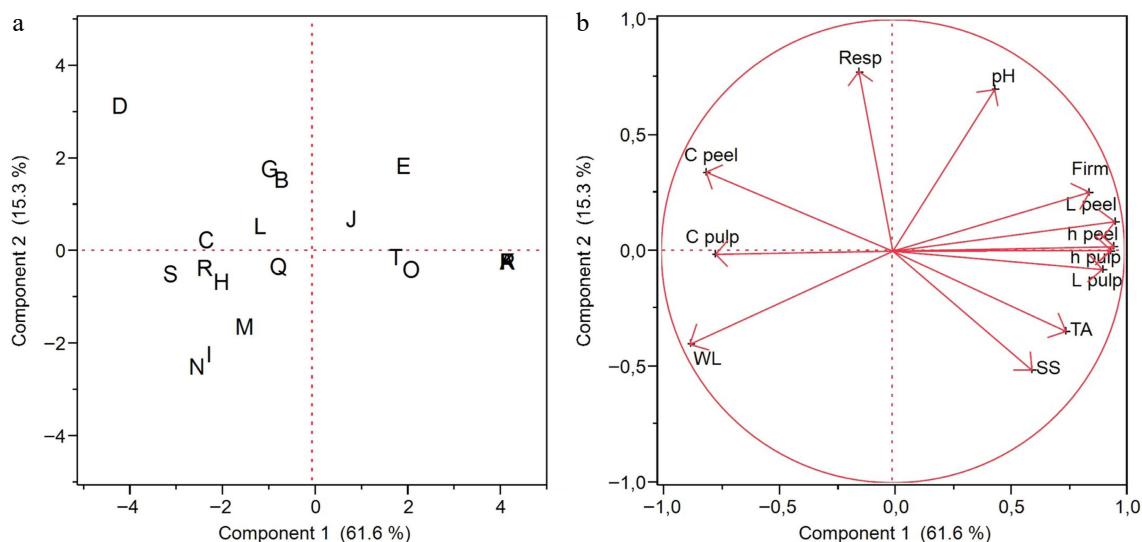 a
4
2
0
−2
−4
−4
−2
0
2
4
Component 2 (15.3 %)
Component 1 (61.6 %)
D
G
B
E
L
J
C
T
S
R
H
Q
O
M
I
N
b
1,0
0,5
0,0
−0,5
−1,0
−1,0
−0,5
0,0
0,5
1,0
Component 2 (15.3 %)
Component 1 (61.6 %)
Resp
pH
C peel
Firm
L peel
h peel
C pulp
h pulp
L pulp
TA
WL
SS